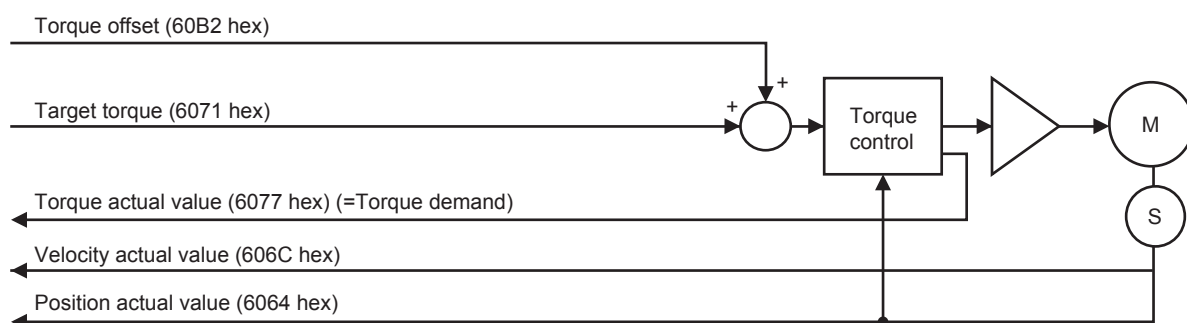 Torque offset (60B2 hex)
+
Target torque (6071 hex)
+
Torque
control
M
Torque actual value (6077 hex) (=Torque demand)
S
Velocity actual value (606C hex)
Position actual value (6064 hex)